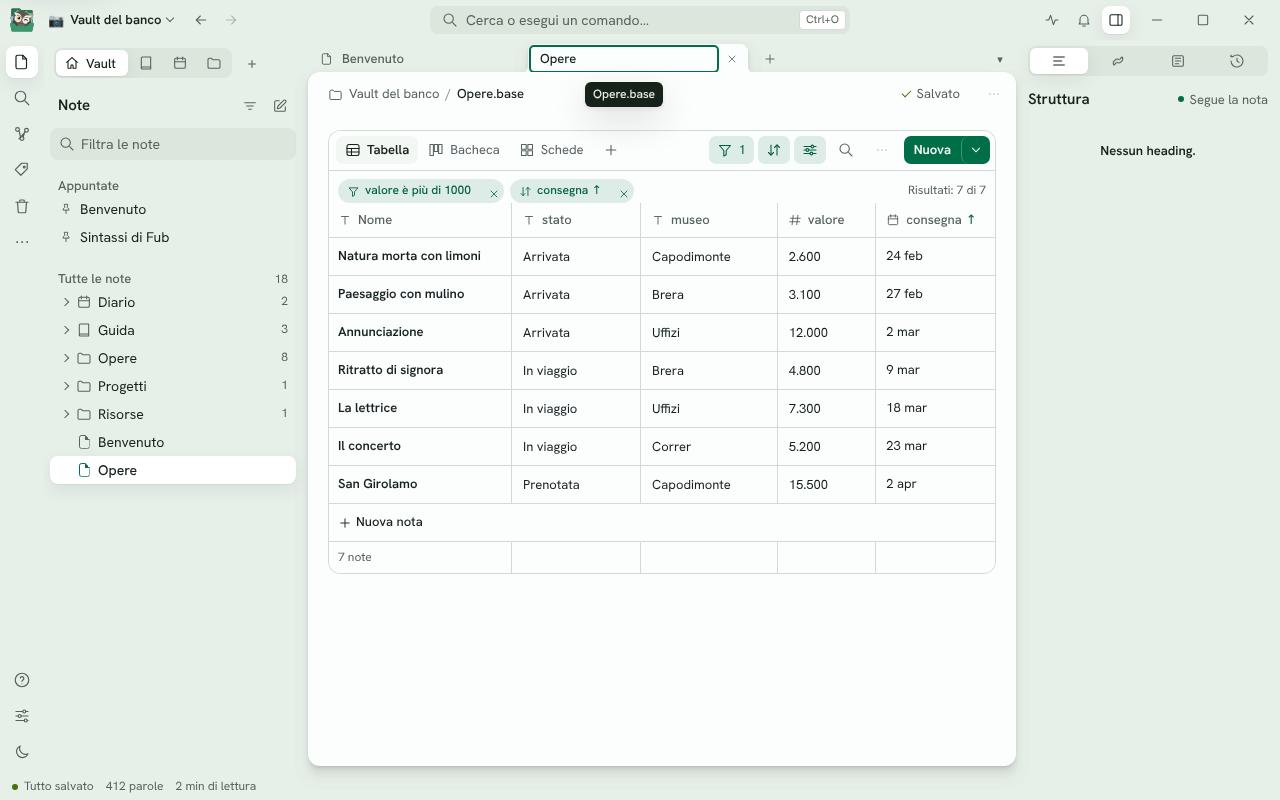 Vault del banco
Cerca o esegui un comando...
Ctrl+O
Vault
Benvenuto
Opere
Opere.base
Note
Filtra le note
Appuntate
Benvenuto
Sintassi di Fub
Tutte le note 18
Diario 2
Guida 3
Opere 8
Progetti 1
Risorse 1
Benvenuto
Opere
Vault del banco / Opere.base
Salvato
Tabella
Bacheca
Schede
1
Nuova
valore è più di 1000
consegna ↑
Risultati: 7 di 7
Nome stato museo valore consegna ↑
Natura morta con limoni Arrivata Capodimonte 2.600 24 feb
Paesaggio con mulino Arrivata Brera 3.100 27 feb
Annunciazione Arrivata Uffizi 12.000 2 mar
Ritratto di signora In viaggio Brera 4.800 9 mar
La lettrice In viaggio Uffizi 7.300 18 mar
Il concerto In viaggio Correr 5.200 23 mar
San Girolamo Prenotata Capodimonte 15.500 2 apr
Nuova nota
7 note
Struttura
Segue la nota
Nessun heading.
Tutto salvato 412 parole 2 min di lettura